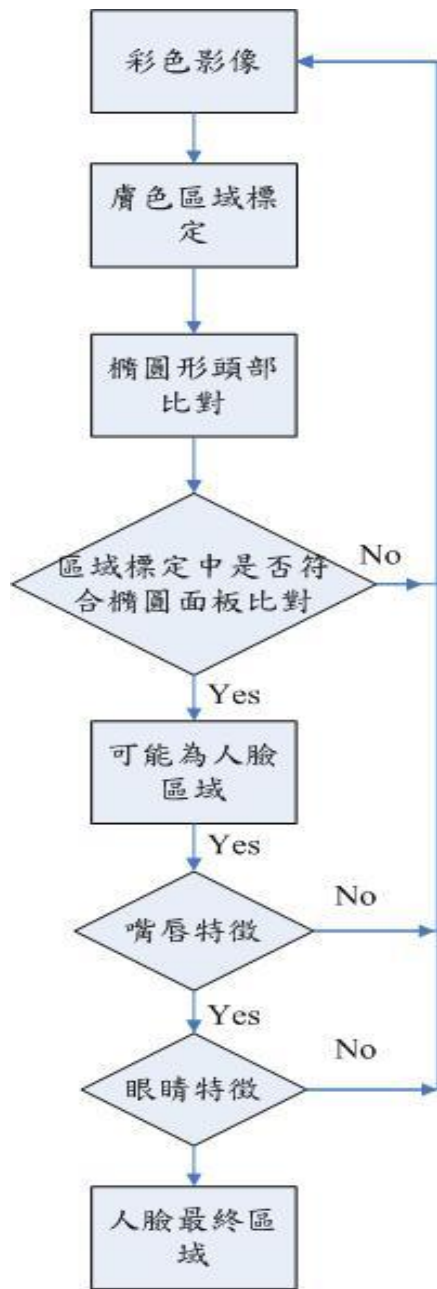 彩色影像
膚色區域標
定
橢圓形頭部
比對
區域標定中是否符
合橢圓面板比對
No
Yes
可能為人臉
區域
Yes
嘴唇特徵
No
Yes
眼睛特徵
No
人臉最終區
域